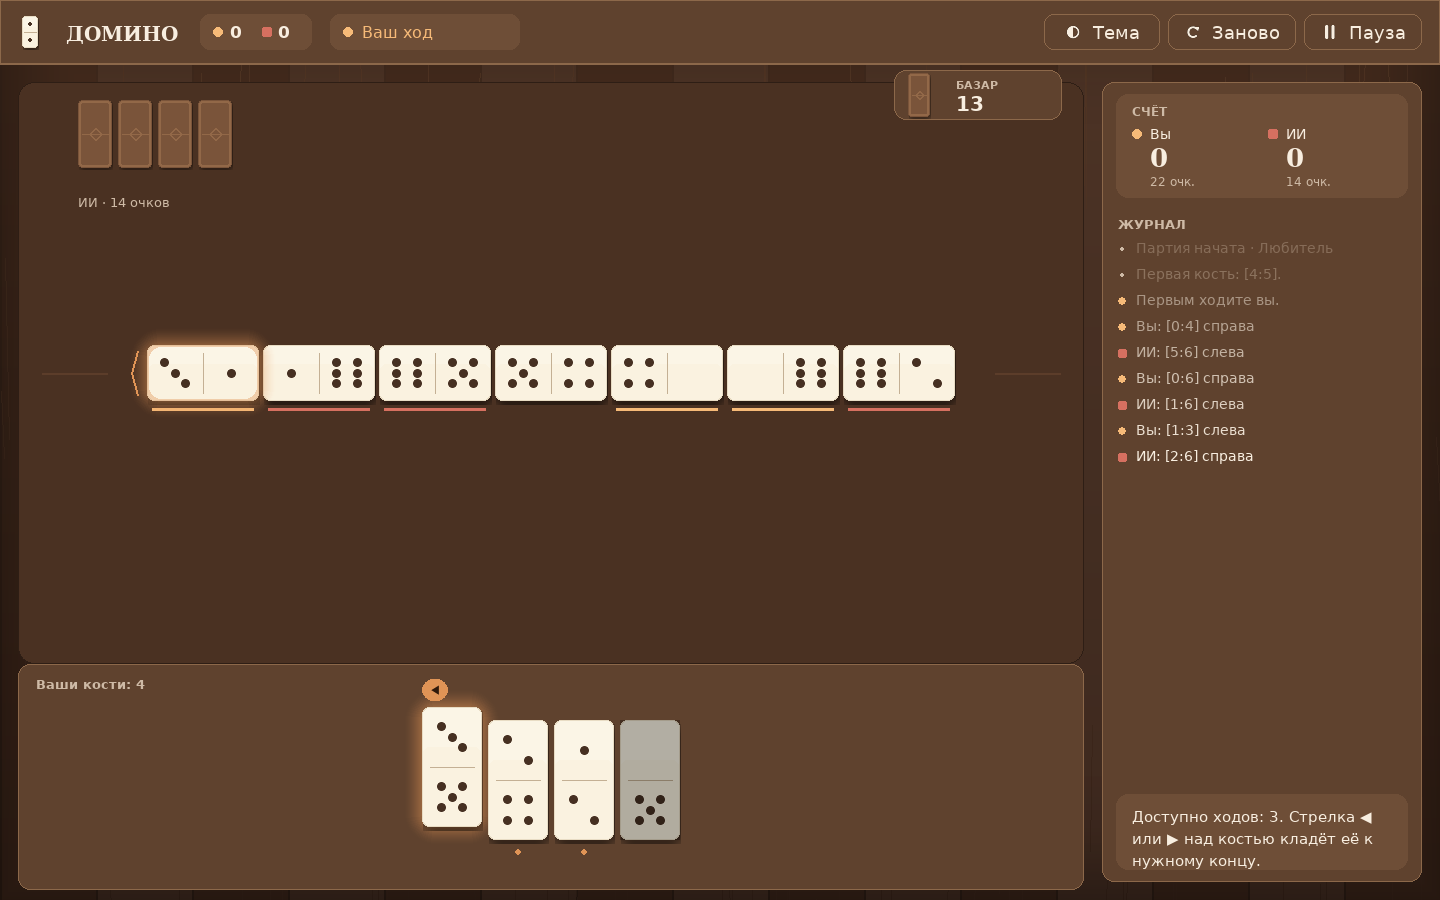 ДОМИНО
0 0
Ваш ход
Тема
Заново
Пауза
БАЗАР
13
ИИ · 14 очков
СЧЁТ
Вы ИИ
0 0
22 очк. 14 очк.
ЖУРНАЛ
Партия начата · Любитель
Первая кость: [4:5].
Первым ходите вы.
Вы: [0:4] справа
ИИ: [5:6] слева
Вы: [0:6] справа
ИИ: [1:6] слева
Вы: [1:3] слева
ИИ: [2:6] справа
Ваши кости: 4
Доступно ходов: 3. Стрелка ◀
или ▶ над костью кладёт её к
нужному концу.